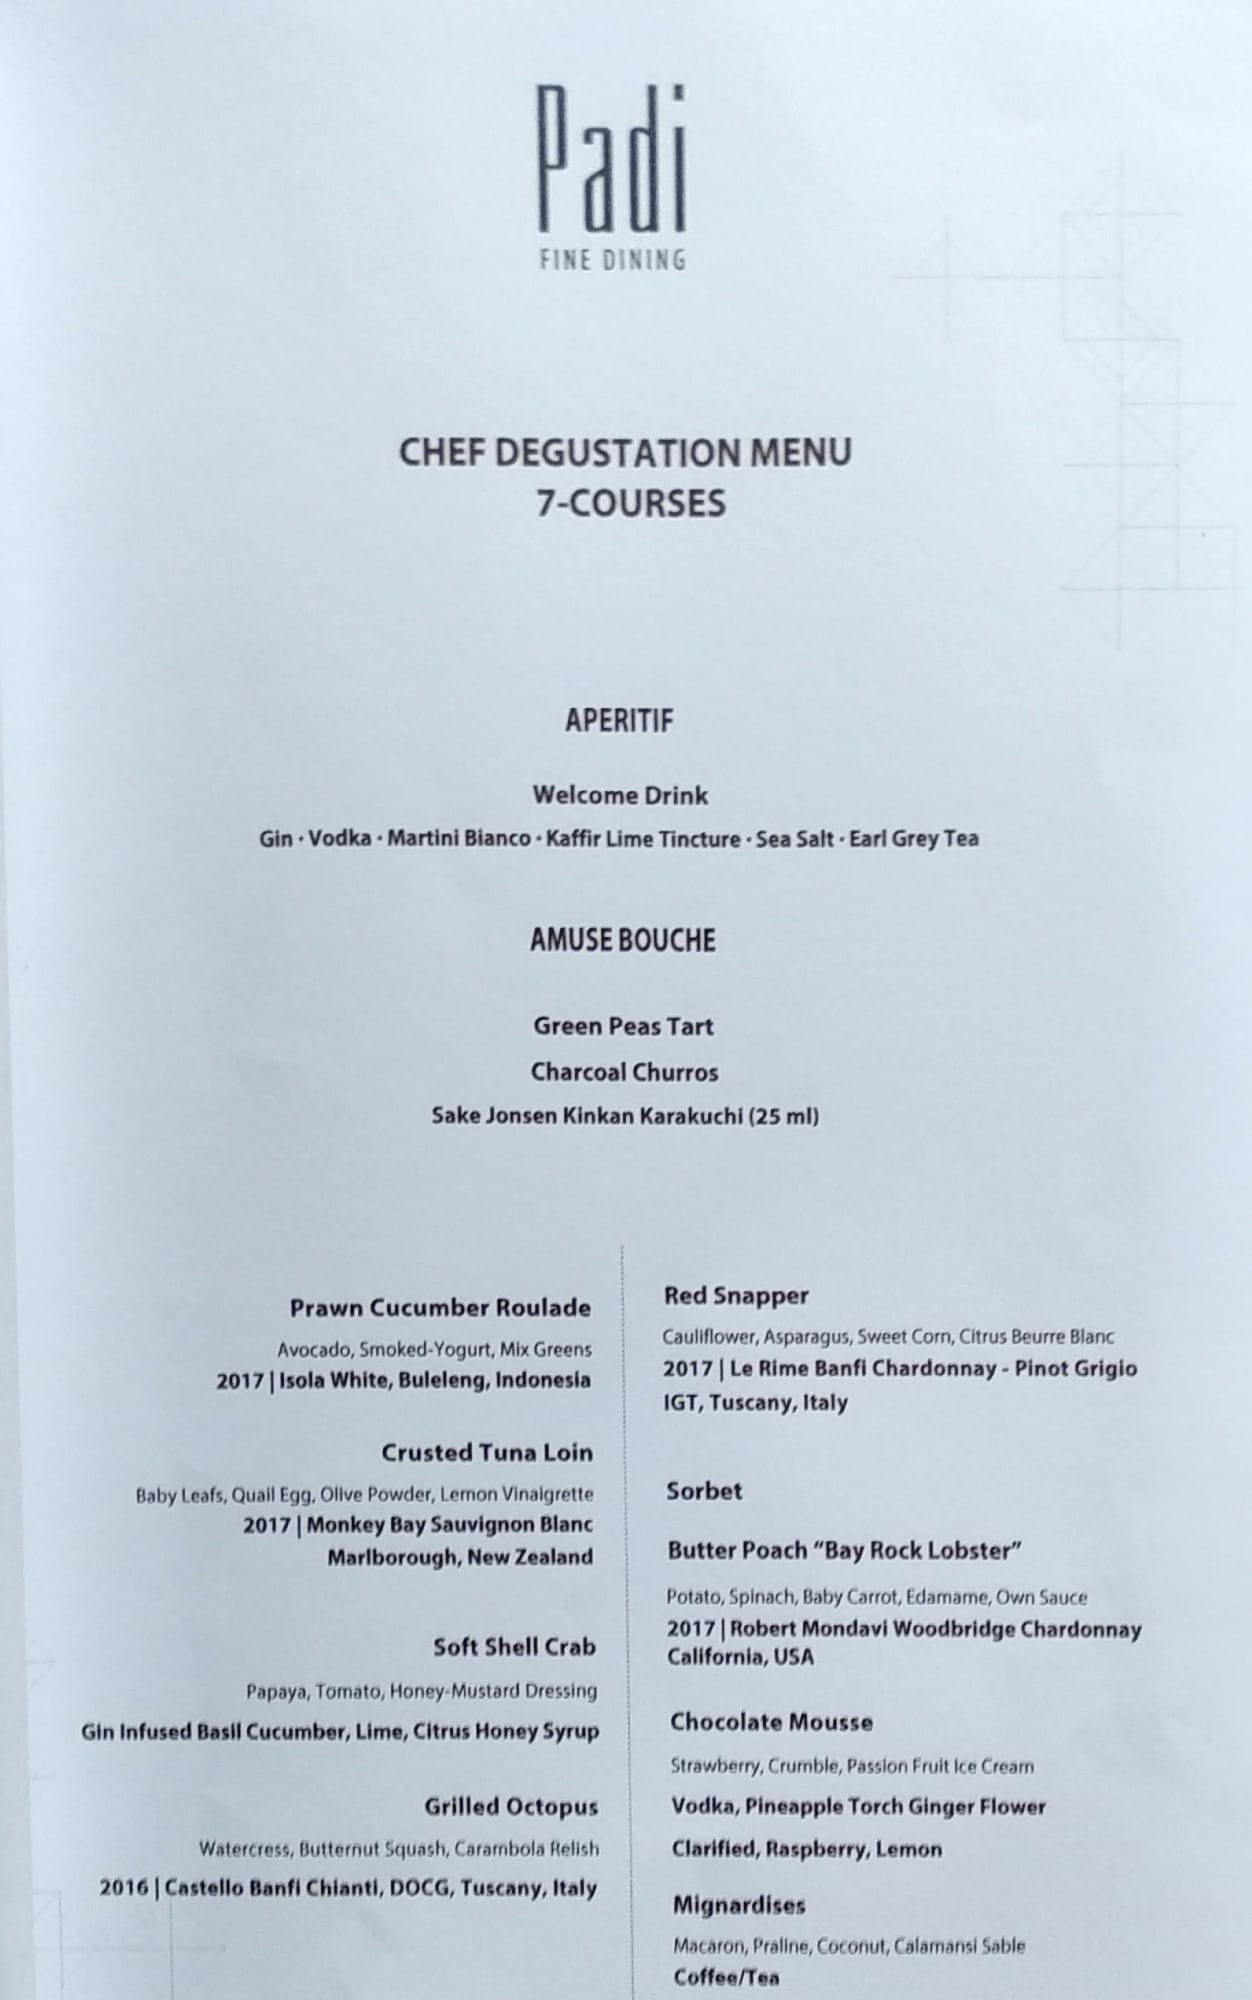 Padi
FINE DINING
CHEF DEGUSTATION MENU
7-COURSES
APERITIF
Welcome Drink
Gin · Vodka · Martini Bianco · Kaffir Lime Tincture · Sea Salt · Earl Grey Tea
AMUSE BOUCHE
Green Peas Tart
Charcoal Churros
Sake Jonsen Kinkan Karakuchi (25 ml)
Prawn Cucumber Roulade
Avocado, Smoked-Yogurt, Mix Greens
2017 | Isola White, Buleleng, Indonesia
Crusted Tuna Loin
Baby Leafs, Quail Egg, Olive Powder, Lemon Vinaigrette
2017 | Monkey Bay Sauvignon Blanc
Marlborough, New Zealand
Soft Shell Crab
Papaya, Tomato, Honey-Mustard Dressing
Gin Infused Basil Cucumber, Lime, Citrus Honey Syrup
Grilled Octopus
Watercress, Butternut Squash, Carambola Relish
2016 | Castello Banfi Chianti, DOCG, Tuscany, Italy
Red Snapper
Cauliflower, Asparagus, Sweet Corn, Citrus Beurre Blanc
2017 | Le Rime Banfi Chardonnay - Pinot Grigio
IGT, Tuscany, Italy
Sorbet
Butter Poach “Bay Rock Lobster”
Potato, Spinach, Baby Carrot, Edamame, Own Sauce
2017 | Robert Mondavi Woodbridge Chardonnay
California, USA
Chocolate Mousse
Strawberry, Crumble, Passion Fruit Ice Cream
Vodka, Pineapple Torch Ginger Flower
Clarified, Raspberry, Lemon
Mignardises
Macaron, Praline, Coconut, Calamansi Sable
Coffee/Tea